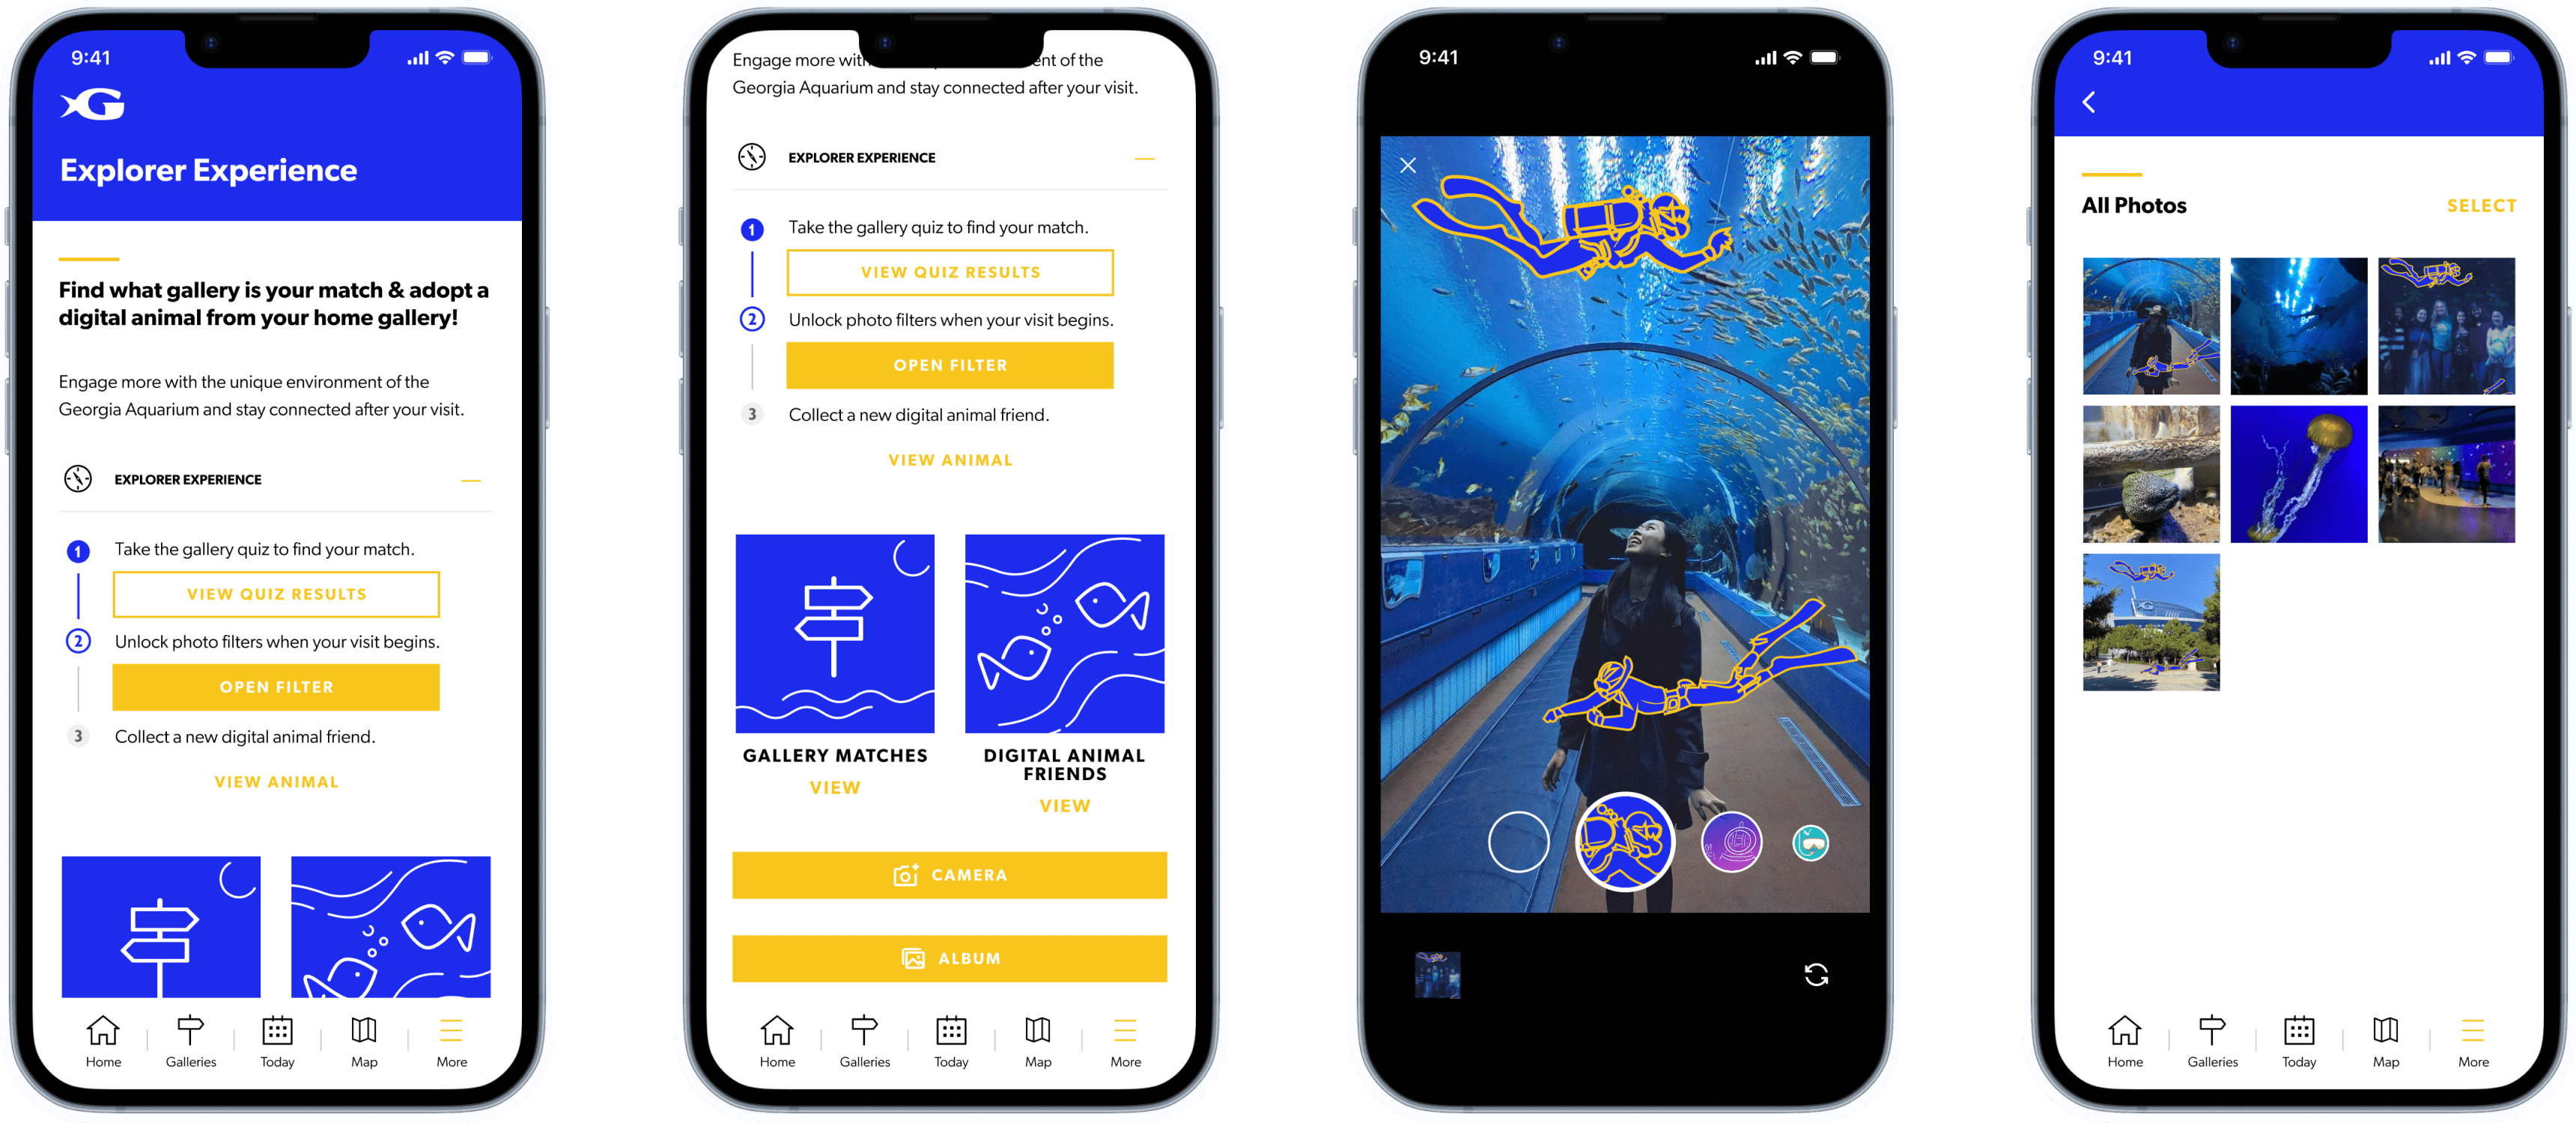 9:41
G
Explorer Experience
Find what gallery is your match & adopt a
digital animal from your home gallery!
Engage more with the unique environment of the
Georgia Aquarium and stay connected after your visit.
EXPLORER EXPERIENCE
1 Take the gallery quiz to find your match.
VIEW QUIZ RESULTS
2 Unlock photo filters when your visit begins.
OPEN FILTER
3 Collect a new digital animal friend.
VIEW ANIMAL
Home Galleries Today Map More
Engage more with ent of the
Georgia Aquarium and stay connected after your visit.
EXPLORER EXPERIENCE
1 Take the gallery quiz to find your match.
VIEW QUIZ RESULTS
2 Unlock photo filters when your visit begins.
OPEN FILTER
3 Collect a new digital animal friend.
VIEW ANIMAL
GALLERY MATCHES
VIEW
DIGITAL ANIMAL
FRIENDS
VIEW
CAMERA
ALBUM
Home Galleries Today Map More
9:41
9:41
All Photos
SELECT
Home Galleries Today Map More